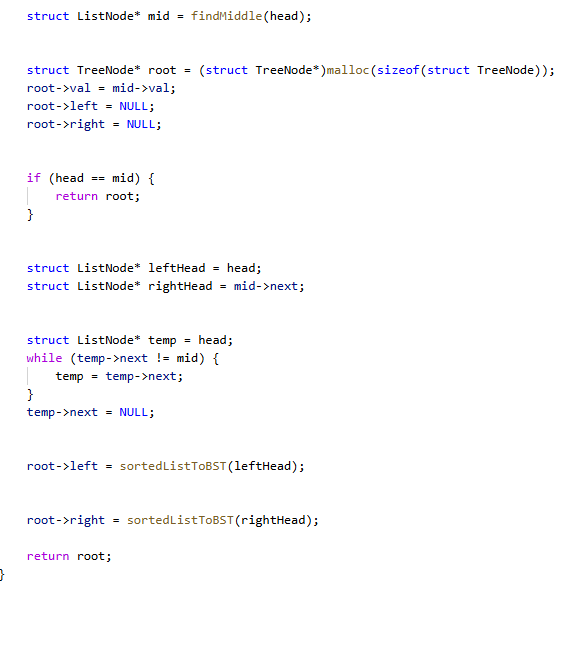 struct ListNode* mid = findMiddle(head);
struct TreeNode* root = (struct TreeNode*)malloc(sizeof(struct TreeNode));
root->val = mid->val;
root->left = NULL;
root->right = NULL;
if (head == mid) {
return root;
}
struct ListNode* leftHead = head;
struct ListNode* rightHead = mid->next;
struct ListNode* temp = head;
while (temp->next != mid) {
temp = temp->next;
}
temp->next = NULL;
root->left = sortedListToBST(leftHead);
root->right = sortedListToBST(rightHead);
return root;
}